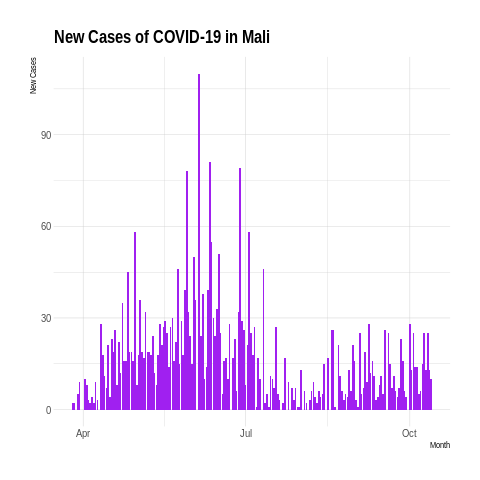 New Cases of COVID-19 in Mali
New Cases
90
60
30
0
Apr
Jul
Oct
Month